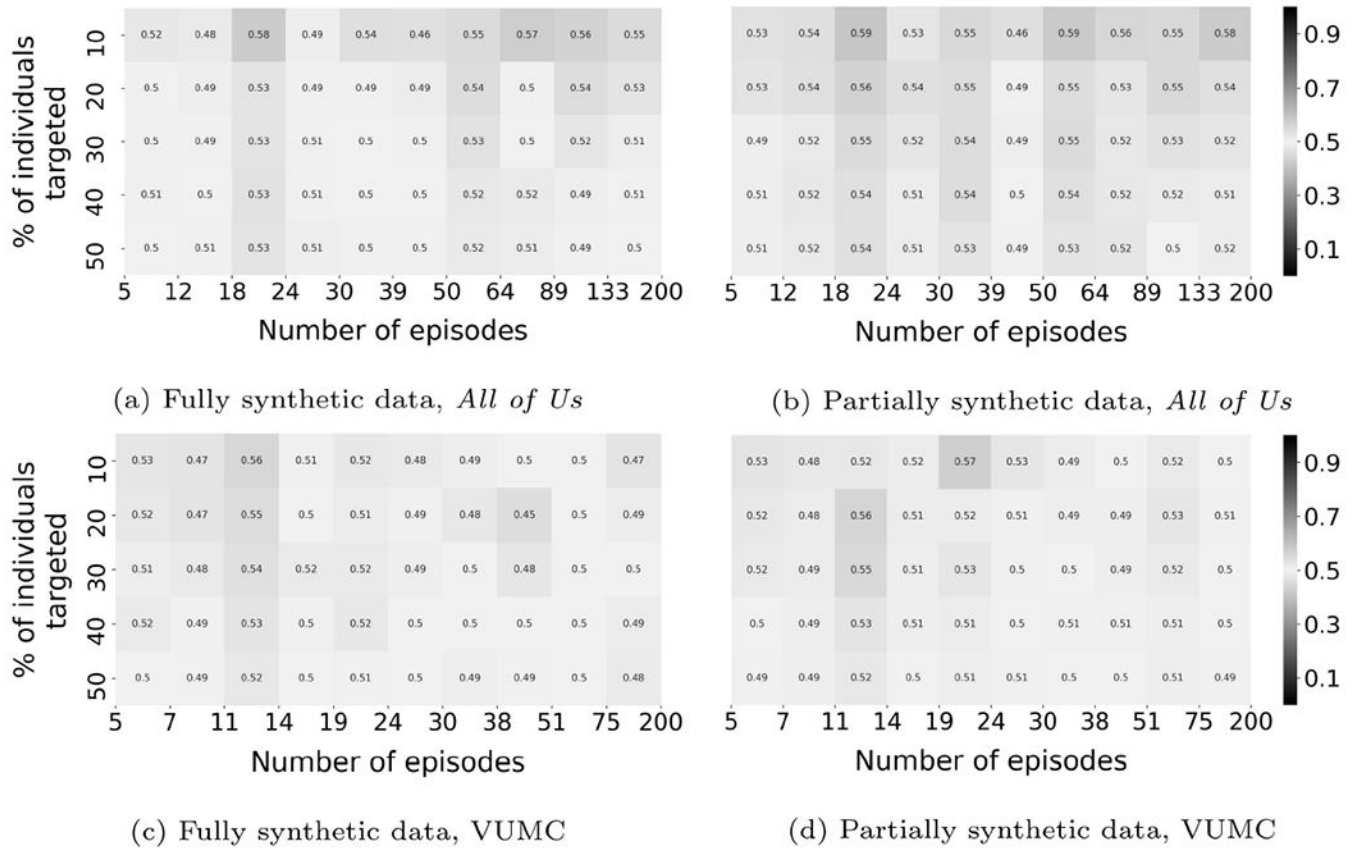 % of individuals
targeted
10 0.52 0.48 0.58 0.49 0.54 0.46 0.55 0.57 0.56 0.55
20 0.5 0.49 0.53 0.49 0.49 0.49 0.54 0.5 0.54 0.53
30 0.5 0.49 0.53 0.51 0.5 0.5 0.53 0.5 0.52 0.51
40 0.51 0.5 0.53 0.51 0.5 0.5 0.52 0.52 0.49 0.51
50 0.5 0.51 0.53 0.51 0.5 0.5 0.52 0.51 0.49 0.5
5 12 18 24 30 39 50 64 89 133 200
Number of episodes
(a) Fully synthetic data, All of Us
0.53 0.54 0.59 0.53 0.55 0.46 0.59 0.56 0.55 0.58
0.53 0.54 0.56 0.54 0.55 0.49 0.55 0.53 0.55 0.54
0.49 0.52 0.55 0.52 0.54 0.49 0.55 0.52 0.53 0.52
0.51 0.52 0.54 0.51 0.54 0.5 0.54 0.52 0.52 0.51
0.51 0.52 0.54 0.51 0.53 0.49 0.53 0.52 0.5 0.52
5 12 18 24 30 39 50 64 89 133 200
Number of episodes
0.9
0.7
0.5
0.3
0.1
(b) Partially synthetic data, All of Us
% of individuals
targeted
10 0.53 0.47 0.56 0.51 0.52 0.48 0.49 0.5 0.5 0.47
20 0.52 0.47 0.55 0.5 0.51 0.49 0.48 0.45 0.5 0.49
30 0.51 0.48 0.54 0.52 0.52 0.49 0.5 0.48 0.5 0.5
40 0.52 0.49 0.53 0.5 0.52 0.5 0.5 0.5 0.5 0.49
50 0.5 0.49 0.52 0.5 0.51 0.5 0.49 0.49 0.5 0.48
5 7 11 14 19 24 30 38 51 75 200
Number of episodes
(c) Fully synthetic data, VUMC
0.53 0.48 0.52 0.52 0.57 0.53 0.49 0.5 0.52 0.5
0.52 0.48 0.56 0.51 0.52 0.51 0.49 0.49 0.53 0.51
0.52 0.49 0.55 0.51 0.53 0.5 0.5 0.49 0.52 0.5
0.5 0.49 0.53 0.51 0.51 0.5 0.51 0.51 0.51 0.5
0.49 0.49 0.52 0.5 0.51 0.51 0.5 0.5 0.51 0.49
5 7 11 14 19 24 30 38 51 75 200
Number of episodes
0.9
0.7
0.5
0.3
0.1
(d) Partially synthetic data, VUMC